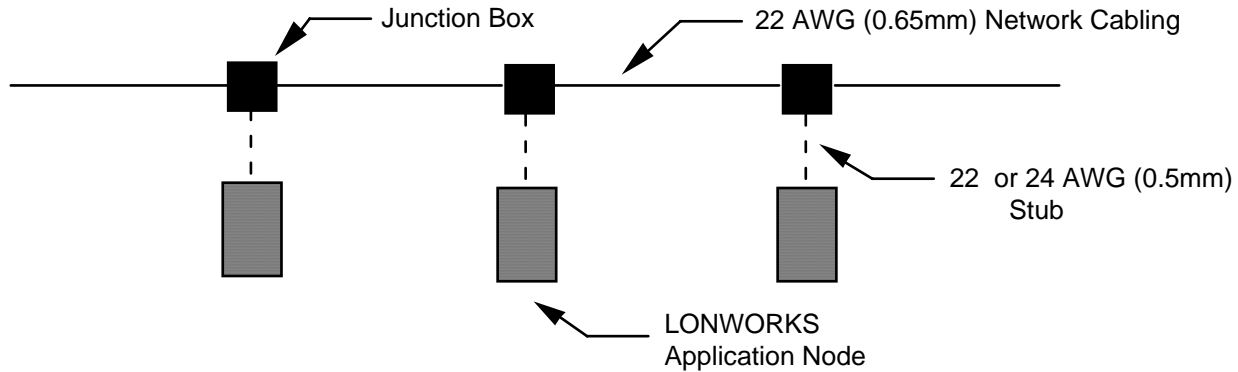 Junction Box
22 AWG (0.65mm) Network Cabling
22 or 24 AWG (0.5mm)
Stub
LONWORKS
Application Node